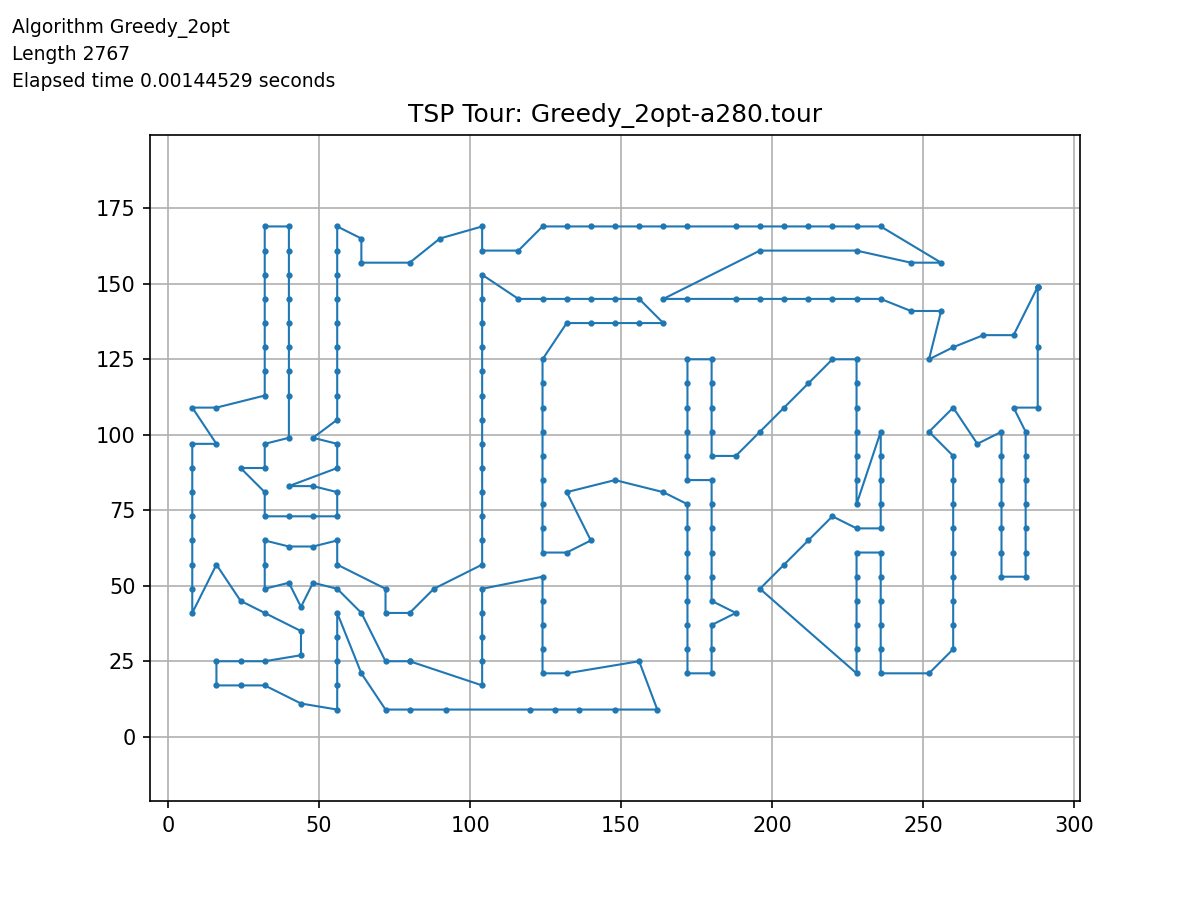 Algorithm Greedy_2opt
Length 2767
Elapsed time 0.00144529 seconds
TSP Tour: Greedy_2opt-a280.tour
175
150
125
100
75
50
25
0
0 50 100 150 200 250 300